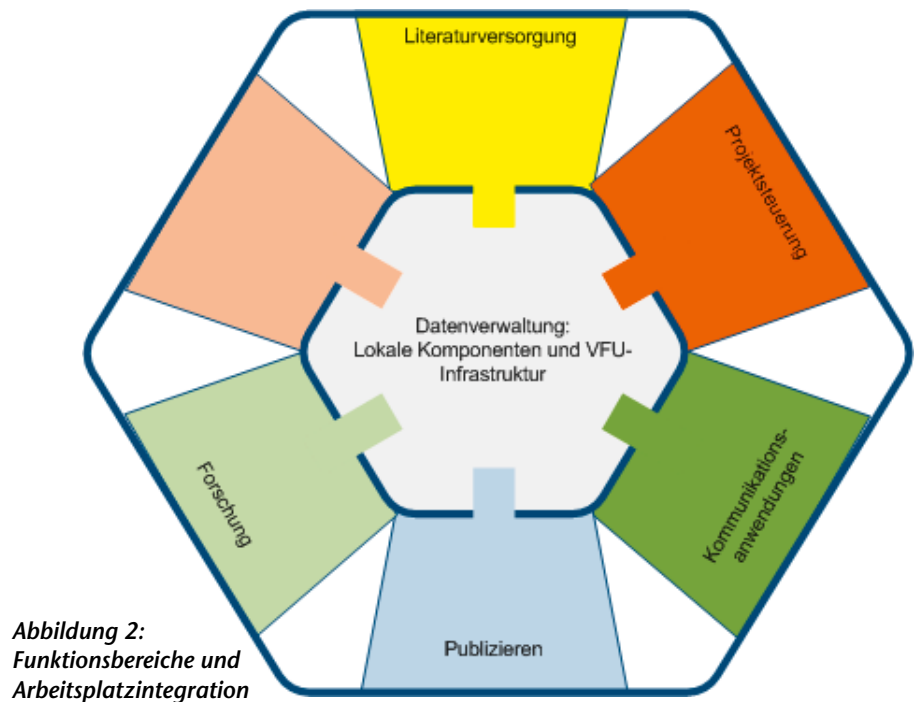 Literaturversorgung
Projektsteuerung
Datenverwaltung:
Lokale Komponenten und VFU-
Infrastruktur
Forschung
Kommunikations-
anwendungen
Publizieren
Abbildung 2:
Funktionsbereiche und
Arbeitsplatzintegration